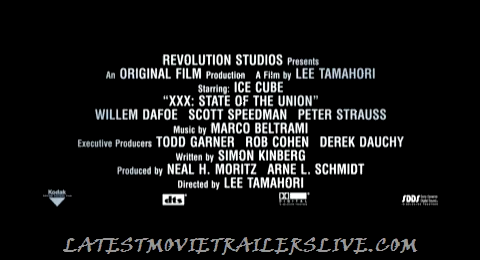 REVOLUTION STUDIOS Presents
An ORIGINAL FILM Production A Film by LEE TAMAHORI
Starring: ICE CUBE
"XXX: STATE OF THE UNION"
WILLEM DAFOE SCOTT SPEEDMAN PETER STRAUSS
Music by MARCO BELTRAMI
Executive Producers TODD GARNER ROB COHEN DEREK DAUCHY
Written by SIMON KINBERG
Produced by NEAL H. MORITZ ARNE L. SCHMIDT
Directed by LEE TAMAHORI
Kodak
dts
DIGITAL
SDDS
LATESTMOVIETRAILERSLIVE.COM